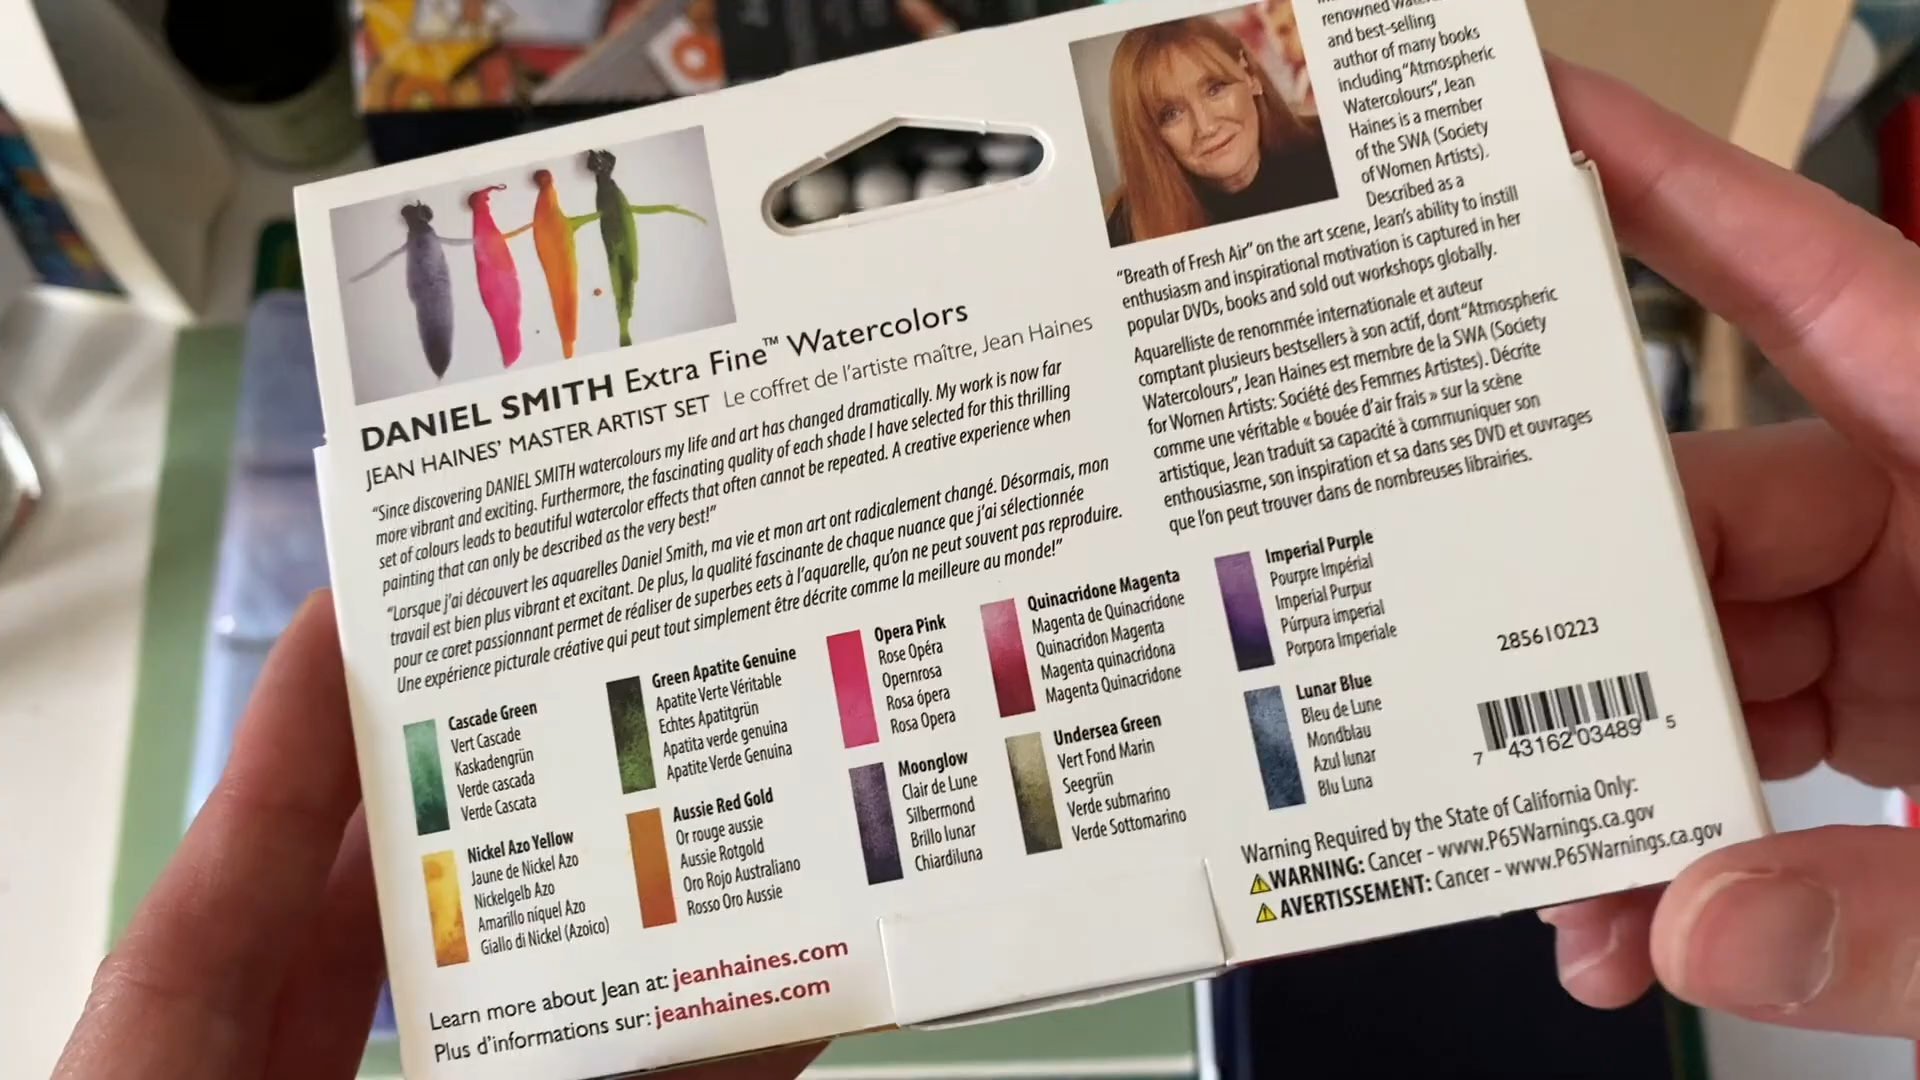 DANIEL SMITH Extra Fine™ Watercolors
JEAN HAINES' MASTER ARTIST SET Le coffret de l'artiste maître, Jean Haines
"Since discovering DANIEL SMITH watercolours my life and art has changed dramatically. My work is now far
more vibrant and exciting. Furthermore, the fascinating quality of each shade I have selected for this thrilling
set of colours leads to beautiful watercolor effects that often cannot be repeated. A creative experience when
painting that can only be described as the very best!"
"Lorsque j'ai découvert les aquarelles Daniel Smith, ma vie et mon art ont radicalement changé. Désormais, mon
travail est bien plus vibrant et excitant. De plus, la qualité fascinante de chaque nuance que j'ai sélectionnée
pour ce coret passionnant permet de réaliser de superbes eets à l'aquarelle, qu'on ne peut souvent pas reproduire.
Une expérience picturale créative qui peut tout simplement être décrite comme la meilleure au monde!"
renowned
and best-selling
author of many books
including "Atmospheric
Watercolours", Jean
Haines is a member
of the SWA (Society
of Women Artists).
Described as a
"Breath of Fresh Air" on the art scene, Jean's ability to instill
enthusiasm and inspirational motivation is captured in her
popular DVDs, books and sold out workshops globally.
Aquarelliste de renommée internationale et auteur
comptant plusieurs bestsellers à son actif, dont "Atmospheric
Watercolours", Jean Haines est membre de la SWA (Society
for Women Artists: Société des Femmes Artistes). Décrite
comme une véritable « bouée d'air frais » sur la scène
artistique, Jean traduit sa capacité à communiquer son
enthousiasme, son inspiration et sa dans ses DVD et ouvrages
que l'on peut trouver dans de nombreuses librairies.
Cascade Green
Vert Cascade
Kaskadengrün
Verde cascada
Verde Cascata
Nickel Azo Yellow
Jaune de Nickel Azo
Nickelgelb Azo
Amarillo níquel Azo
Giallo di Nickel (Azoico)
Green Apatite Genuine
Apatite Verte Véritable
Echtes Apatitgrün
Apatita verde genuina
Apatite Verde Genuina
Aussie Red Gold
Or rouge aussie
Aussie Rotgold
Oro Rojo Australiano
Rosso Oro Aussie
Opera Pink
Rose Opéra
Opernrosa
Rosa ópera
Rosa Opera
Moonglow
Clair de Lune
Silbermond
Brillo lunar
Chiardiluna
Quinacridone Magenta
Magenta de Quinacridone
Quinacridon Magenta
Magenta quinacridona
Magenta Quinacridone
Undersea Green
Vert Fond Marin
Seegrün
Verde submarino
Verde Sottomarino
Imperial Purple
Pourpre Impérial
Imperial Purpur
Púrpura imperial
Porpora Imperiale
Lunar Blue
Bleu de Lune
Mondblau
Azul lunar
Blu Luna
285610223
7 43162 03489 5
Warning Required by the State of California Only:
WARNING: Cancer - www.P65Warnings.ca.gov
AVERTISSEMENT: Cancer - www.P65Warnings.ca.gov
Learn more about Jean at: jeanhaines.com
Plus d'informations sur: jeanhaines.com